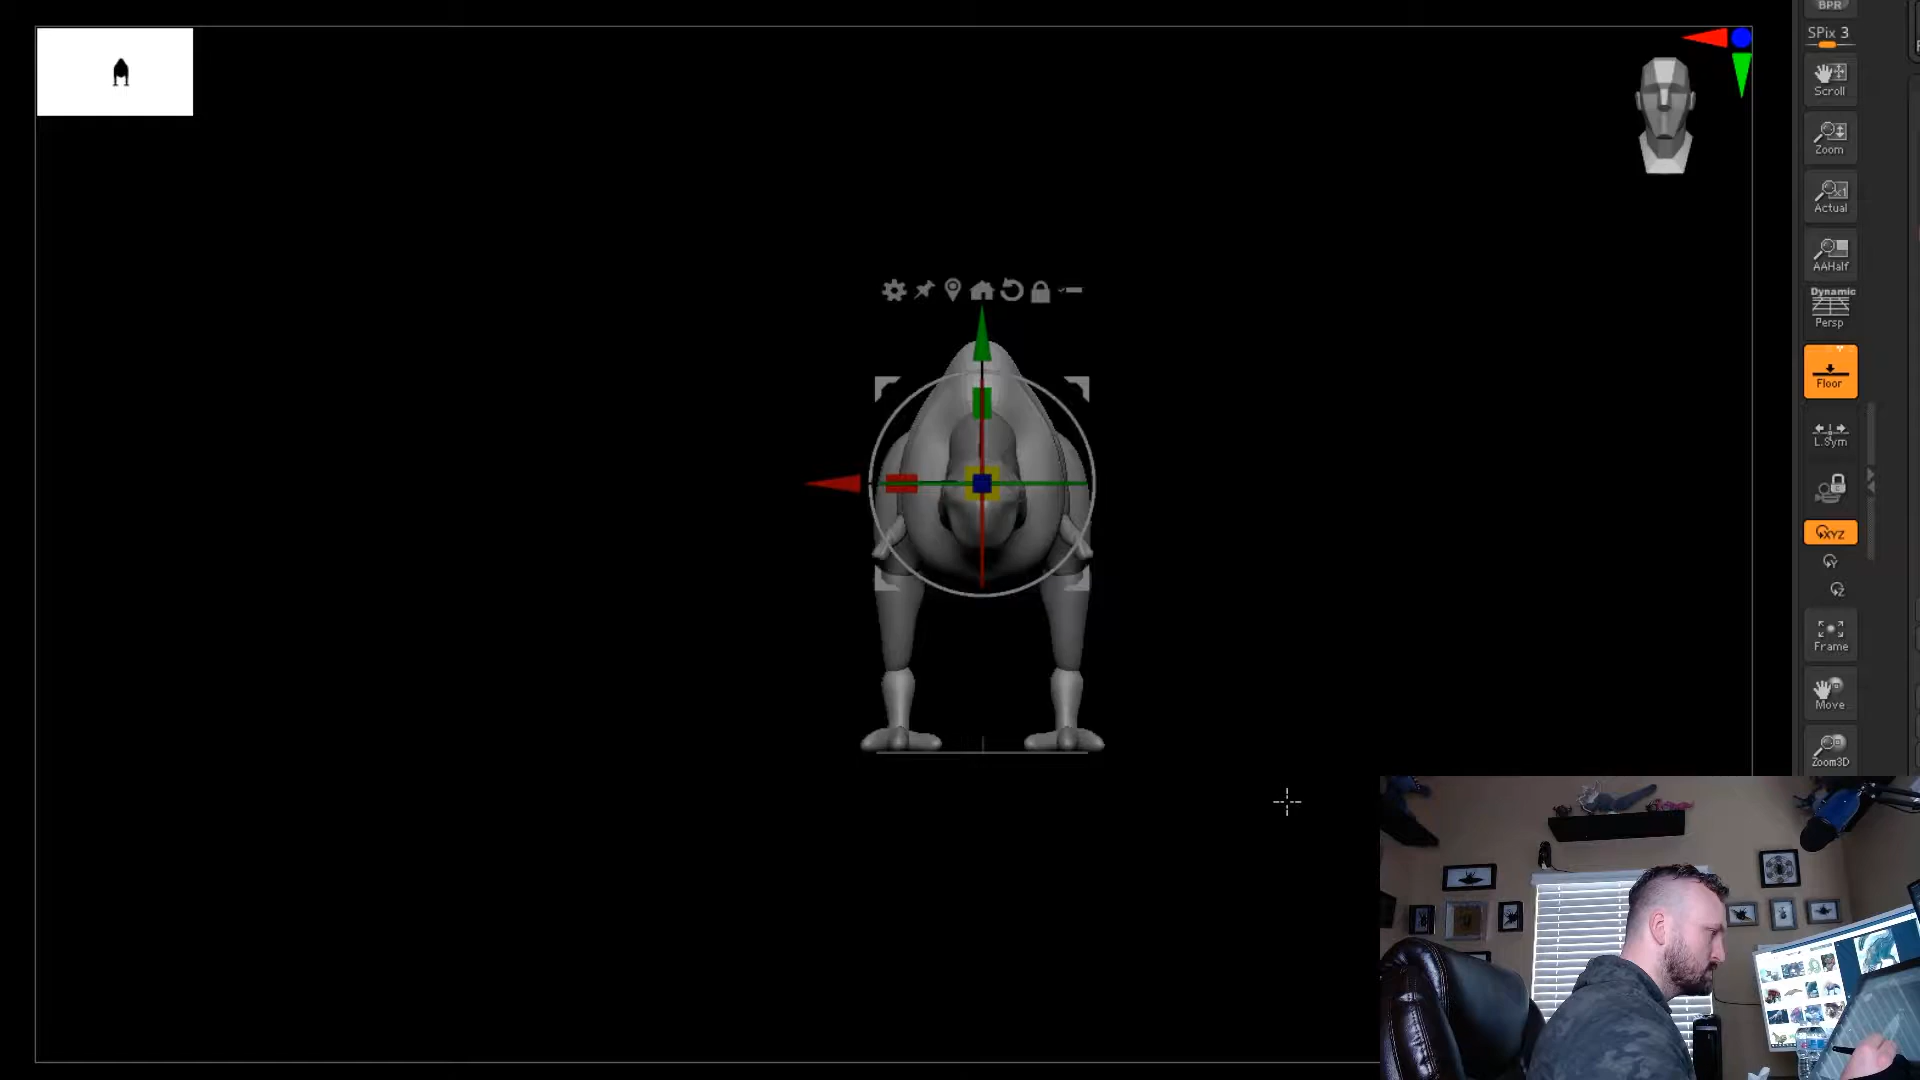 BPR
SPix 3
Scroll
Zoom
Actual
AAHalf
Dynamic
Persp
Floor
L.Sym
XYZ
Y
Z
Frame
Move
Zoom3D